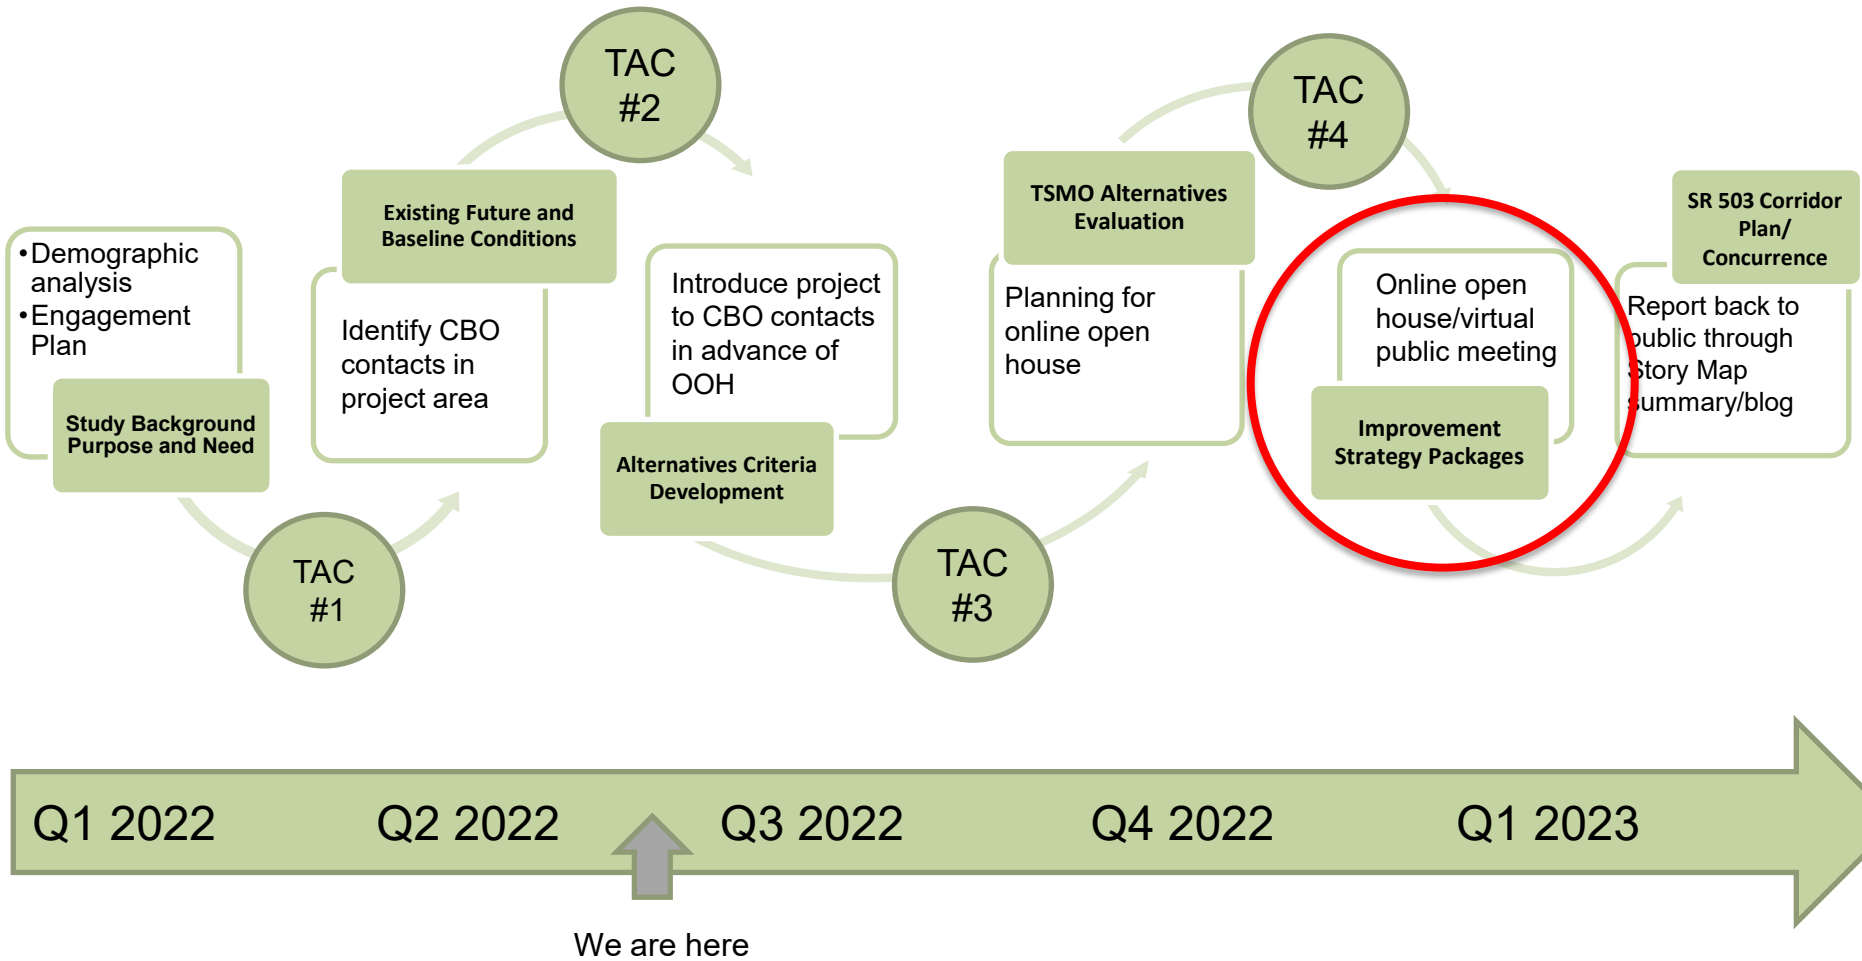 •Demographic
analysis
•Engagement
Plan
Study Background
Purpose and Need
TAC
#1
Existing Future and
Baseline Conditions
Identify CBO
contacts in
project area
TAC
#2
Introduce project
to CBO contacts
in advance of
OOH
Alternatives Criteria
Development
TAC
#3
TSMO Alternatives
Evaluation
Planning for
online open
house
TAC
#4
Online open
house/virtual
public meeting
Improvement
Strategy Packages
SR 503 Corridor
Plan/
Concurrence
Report back to
public through
Story Map
summary/blog
Q1 2022
Q2 2022
Q3 2022
Q4 2022
Q1 2023
We are here